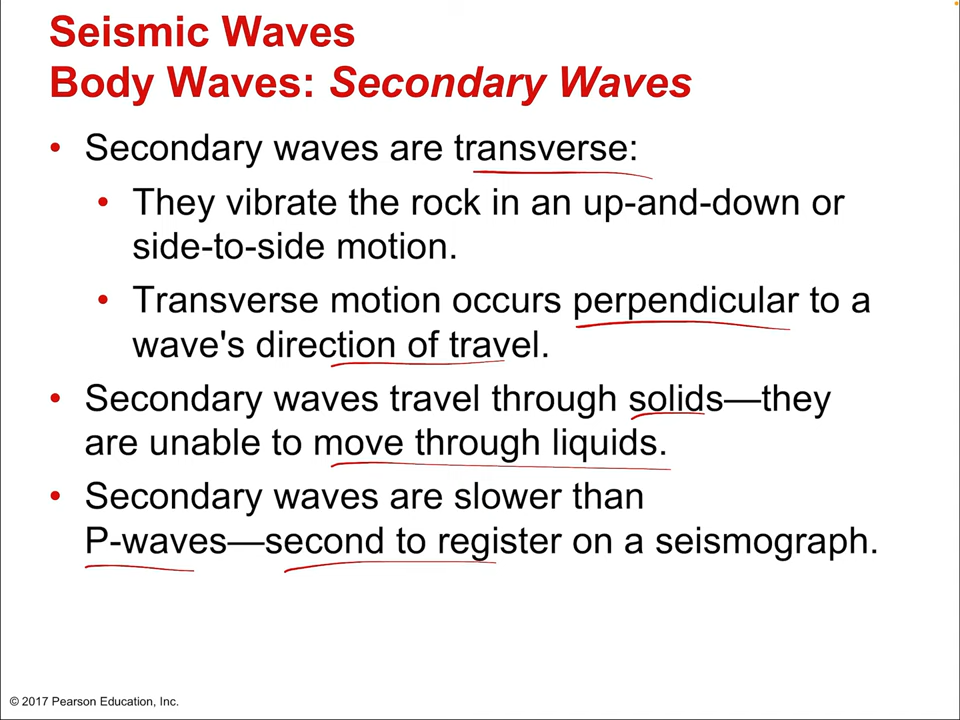 Seismic Waves
Body Waves: Secondary Waves
• Secondary waves are transverse:
• They vibrate the rock in an up-and-down or
side-to-side motion.
• Transverse motion occurs perpendicular to a
wave's direction of travel.
• Secondary waves travel through solids—they
are unable to move through liquids.
• Secondary waves are slower than
P-waves—second to register on a seismograph.
© 2017 Pearson Education, Inc.